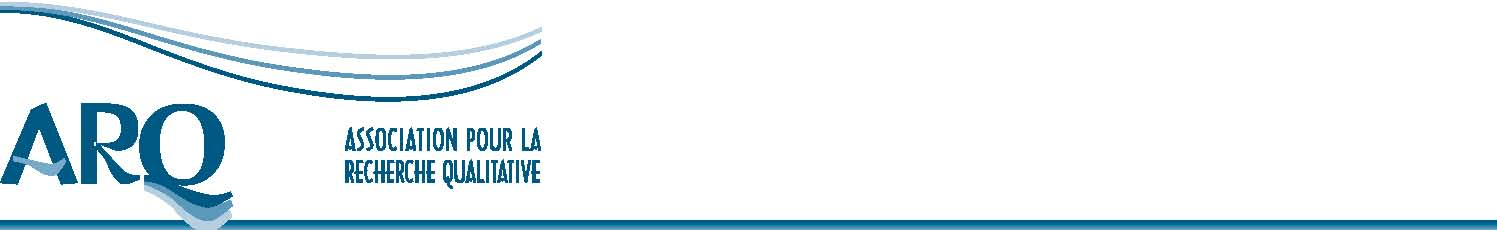 ARQ
ASSOCIATION POUR LA
RECHERCHE QUALITATIVE